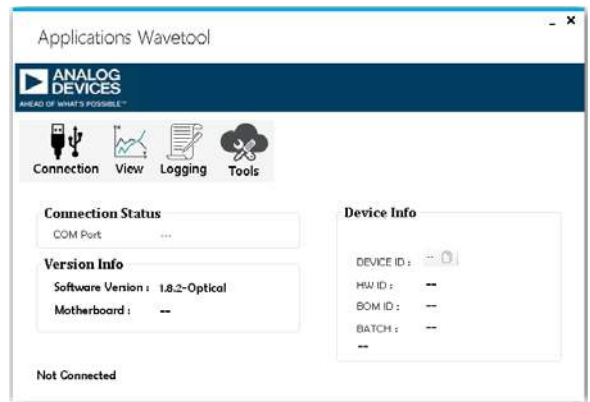 Applications Wavetool
ANALOG
DEVICES
AHEAD OF WHAT'S POSSIBLE™
Connection View Logging Tools
Connection Status
COM Port ---
Version Info
Software Version : 1.8.2-Optical
Motherboard : --
Device Info
DEVICE ID : --
HW ID : --
BOM ID : --
BATCH : --
--
Not Connected